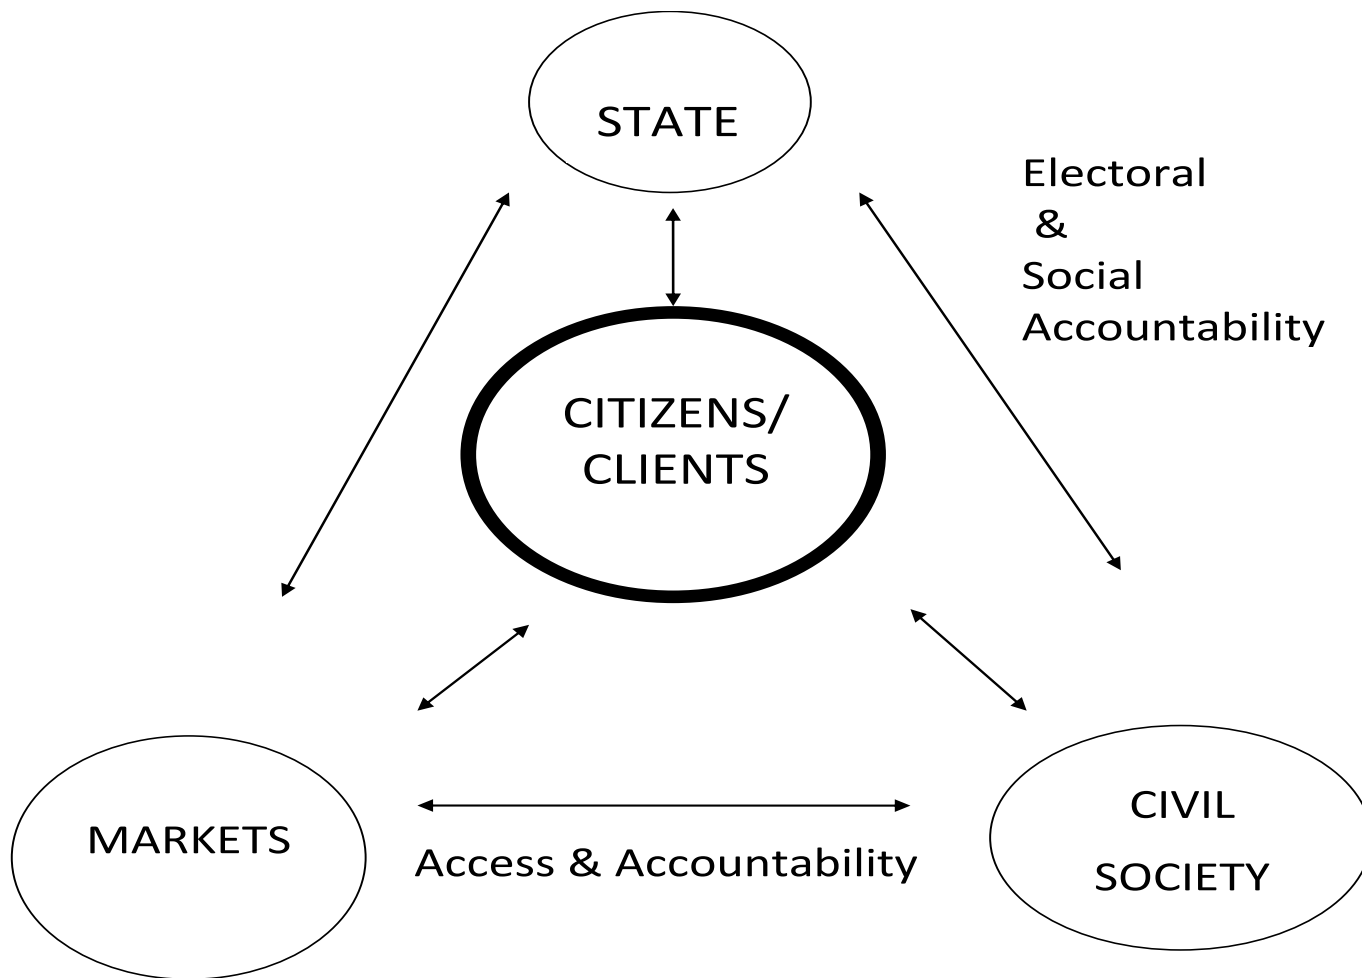 STATE
Electoral
&
Social
Accountability
CITIZENS/
CLIENTS
MARKETS
Access & Accountability
CIVIL
SOCIETY